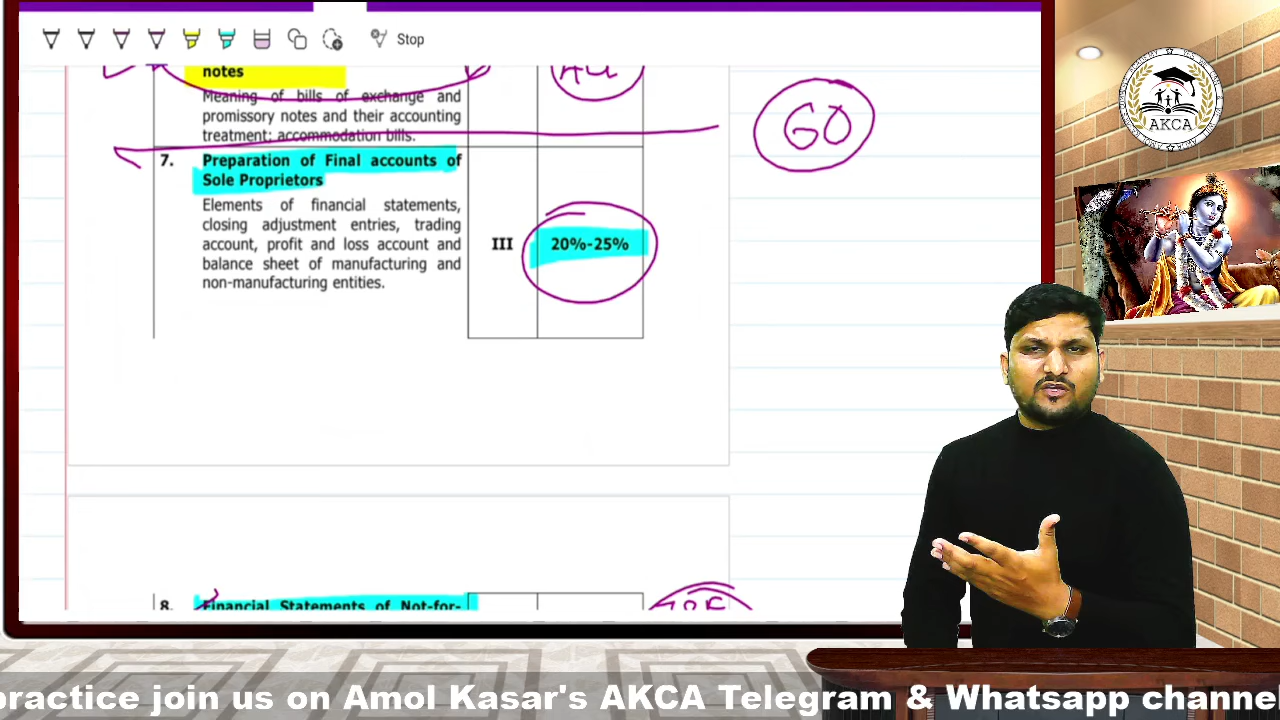 Stop
notes
Meaning of bills of exchange and
promissory notes and their accounting
treatment; accommodation bills.
7. Preparation of Final accounts of
Sole Proprietors
Elements of financial statements,
closing adjustment entries, trading
account, profit and loss account and
balance sheet of manufacturing and
non-manufacturing entities.
III 20%-25%
60
AKCA
8. Financial Statements of Not-for-
practice join us on Amol Kasar's AKCA Telegram & Whatsapp channel